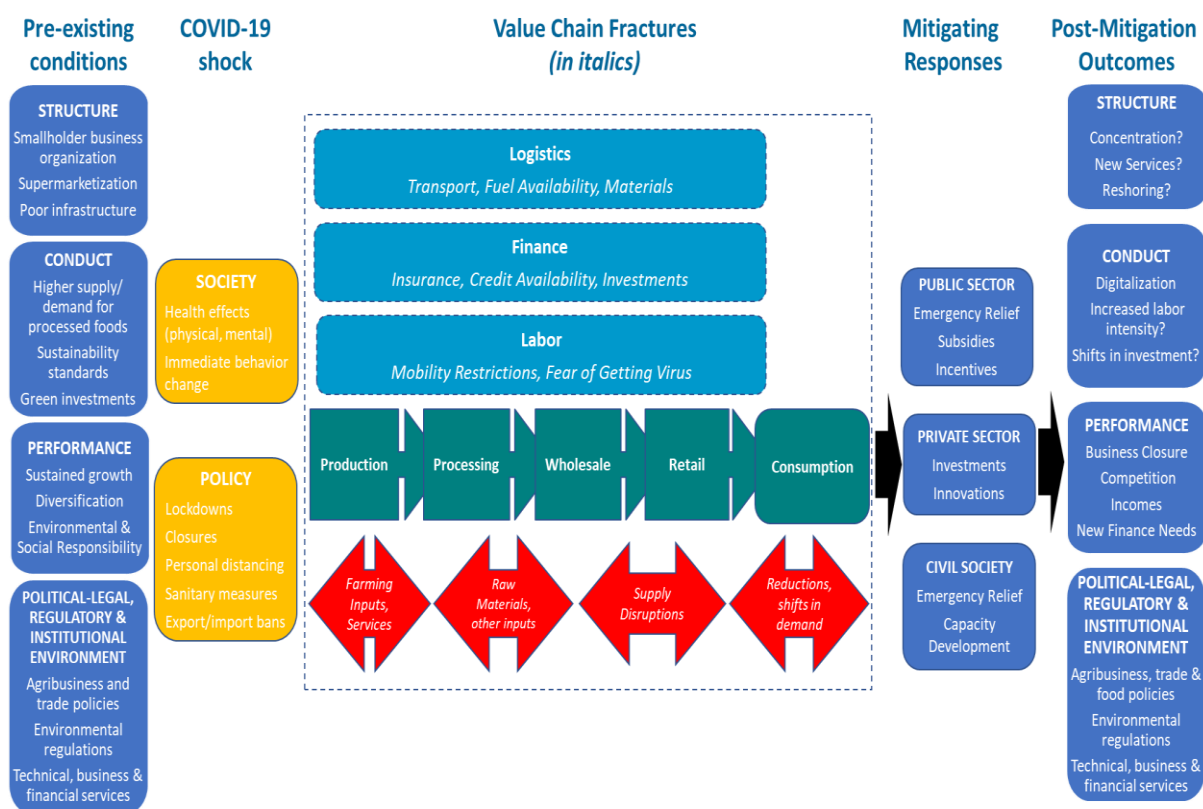 Pre-existing
conditions
STRUCTURE
Smallholder business
organization
Supermarketization
Poor infrastructure
CONDUCT
Higher supply/
demand for
processed foods
Sustainability
standards
Green investments
PERFORMANCE
Sustained growth
Diversification
Environmental &
Social Responsibility
POLITICAL-LEGAL,
REGULATORY &
INSTITUTIONAL
ENVIRONMENT
Agribusiness and
trade policies
Environmental
regulations
Technical, business &
financial services
COVID-19
shock
SOCIETY
Health effects
(physical, mental)
Immediate behavior
change
POLICY
Lockdowns
Closures
Personal distancing
Sanitary measures
Export/import bans
Value Chain Fractures
(in italics)
Logistics
Transport, Fuel Availability, Materials
Finance
Insurance, Credit Availability, Investments
Labor
Mobility Restrictions, Fear of Getting Virus
Production
Processing
Wholesale
Retail
Consumption
Farming
Inputs,
Services
Raw
Materials,
other inputs
Supply
Disruptions
Reductions,
shifts in
demand
Mitigating
Responses
PUBLIC SECTOR
Emergency Relief
Subsidies
Incentives
PRIVATE SECTOR
Investments
Innovations
CIVIL SOCIETY
Emergency Relief
Capacity
Development
Post-Mitigation
Outcomes
STRUCTURE
Concentration?
New Services?
Reshoring?
CONDUCT
Digitalization
Increased labor
intensity?
Shifts in investment?
PERFORMANCE
Business Closure
Competition
Incomes
New Finance Needs
POLITICAL-LEGAL,
REGULATORY &
INSTITUTIONAL
ENVIRONMENT
Agribusiness, trade &
food policies
Environmental
regulations
Technical, business &
financial services